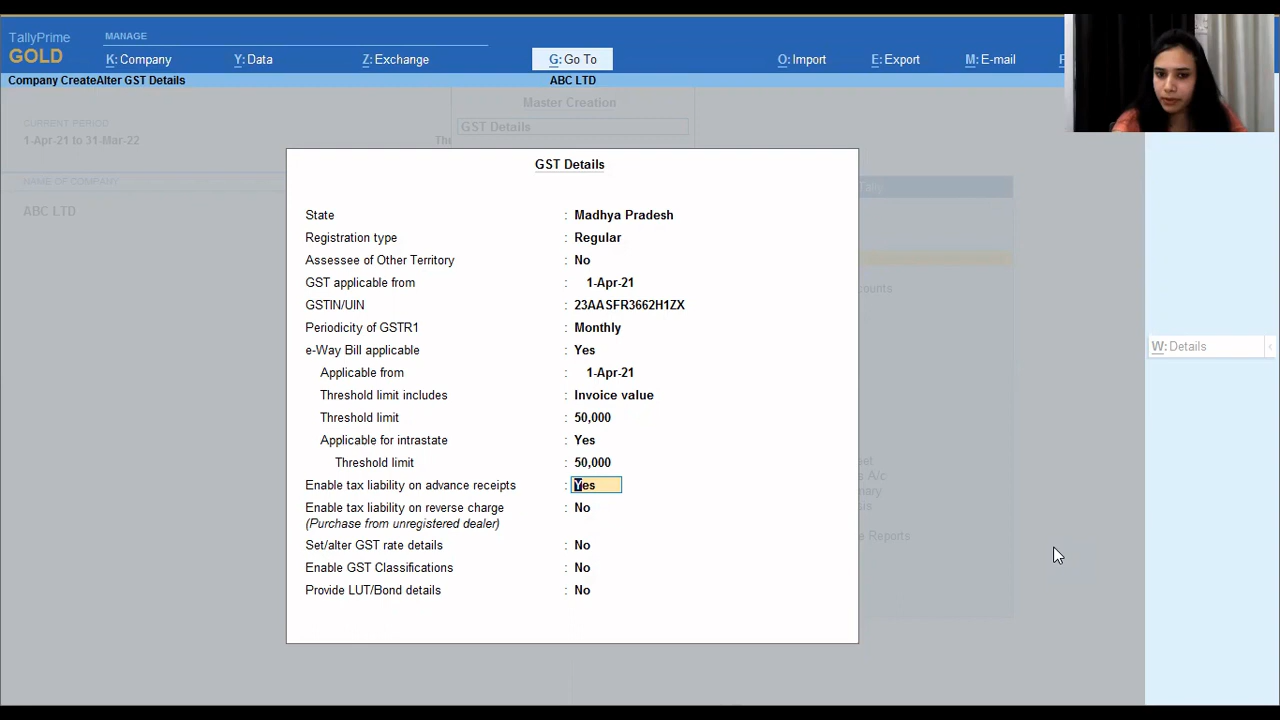 TallyPrime
GOLD
MANAGE
K: Company
Y: Data
Z: Exchange
G: Go To
O: Import
E: Export
M: E-mail
Company CreateAlter GST Details
ABC LTD
CURRENT PERIOD
1-Apr-21 to 31-Mar-22
Master Creation
GST Details
NAME OF COMPANY
ABC LTD
GST Details
State : Madhya Pradesh
Registration type : Regular
Assessee of Other Territory : No
GST applicable from : 1-Apr-21
GSTIN/UIN : 23AASFR3662H1ZX
Periodicity of GSTR1 : Monthly
e-Way Bill applicable : Yes
Applicable from : 1-Apr-21
Threshold limit includes : Invoice value
Threshold limit : 50,000
Applicable for intrastate : Yes
Threshold limit : 50,000
Enable tax liability on advance receipts : Yes
Enable tax liability on reverse charge : No
(Purchase from unregistered dealer)
Set/alter GST rate details : No
Enable GST Classifications : No
Provide LUT/Bond details : No
W: Details